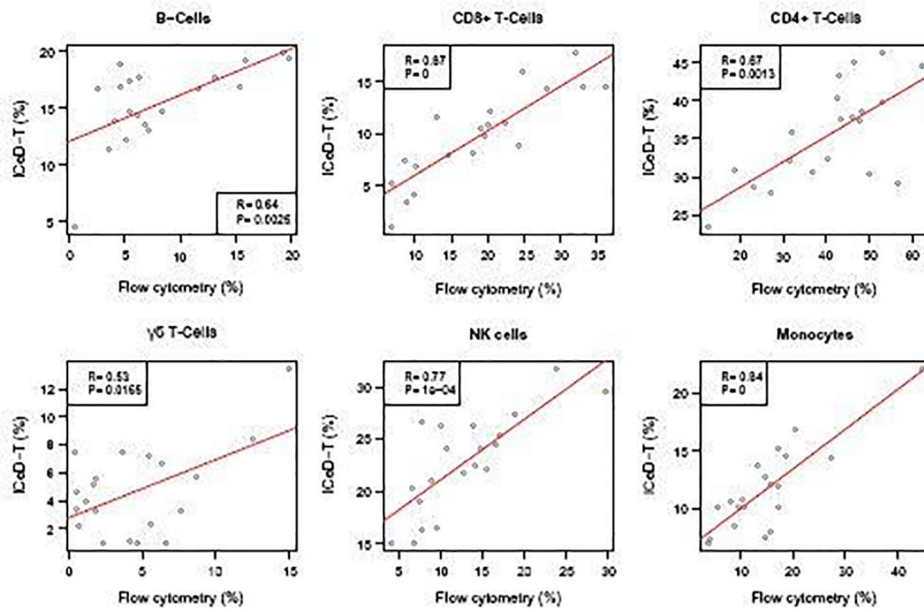 B-Cells
20
15
10
5
ICeD-T (%)
R= 0.64
P= 0.0025
0 5 10 15 20
Flow cytometry (%)
CD8+ T-Cells
R= 0.87
P= 0
15
10
5
ICeD-T (%)
10 15 20 25 30 35
Flow cytometry (%)
CD4+ T-Cells
R= 0.67
P= 0.0013
45
40
35
30
25
ICeD-T (%)
20 30 40 50 60
Flow cytometry (%)
γδ T-Cells
R= 0.53
P= 0.0165
12
10
8
6
4
2
ICeD-T (%)
0 5 10 15
Flow cytometry (%)
NK cells
R= 0.77
P= 1e-04
30
25
20
15
ICeD-T (%)
5 10 15 20 25 30
Flow cytometry (%)
Monocytes
R= 0.84
P= 0
20
15
10
ICeD-T (%)
10 20 30 40
Flow cytometry (%)